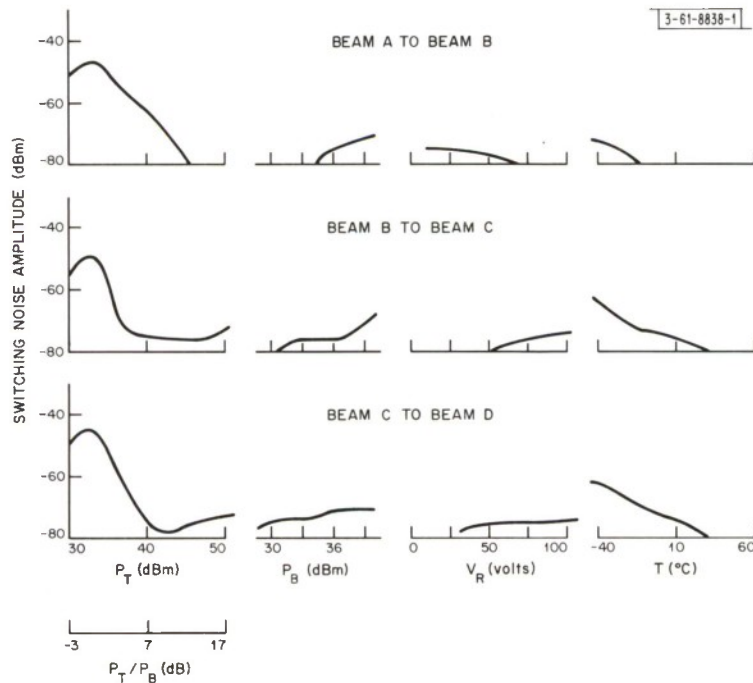 3-61-8838-1
BEAM A TO BEAM B
-40
-60
-80
BEAM B TO BEAM C
-40
-60
-80
SWITCHING NOISE AMPLITUDE (dBm)
BEAM C TO BEAM D
-40
-60
-80
30 40 50 30 36 0 50 100 -40 10 60
P_T (dBm) P_B (dBm) V_R (volts) T (°C)
-3 7 17
P_T/P_B (dB)